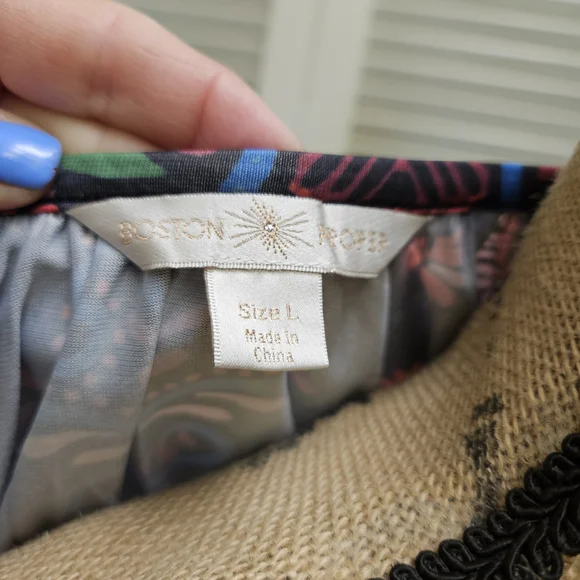 BOSTON PROPER
Size L
Made in
China